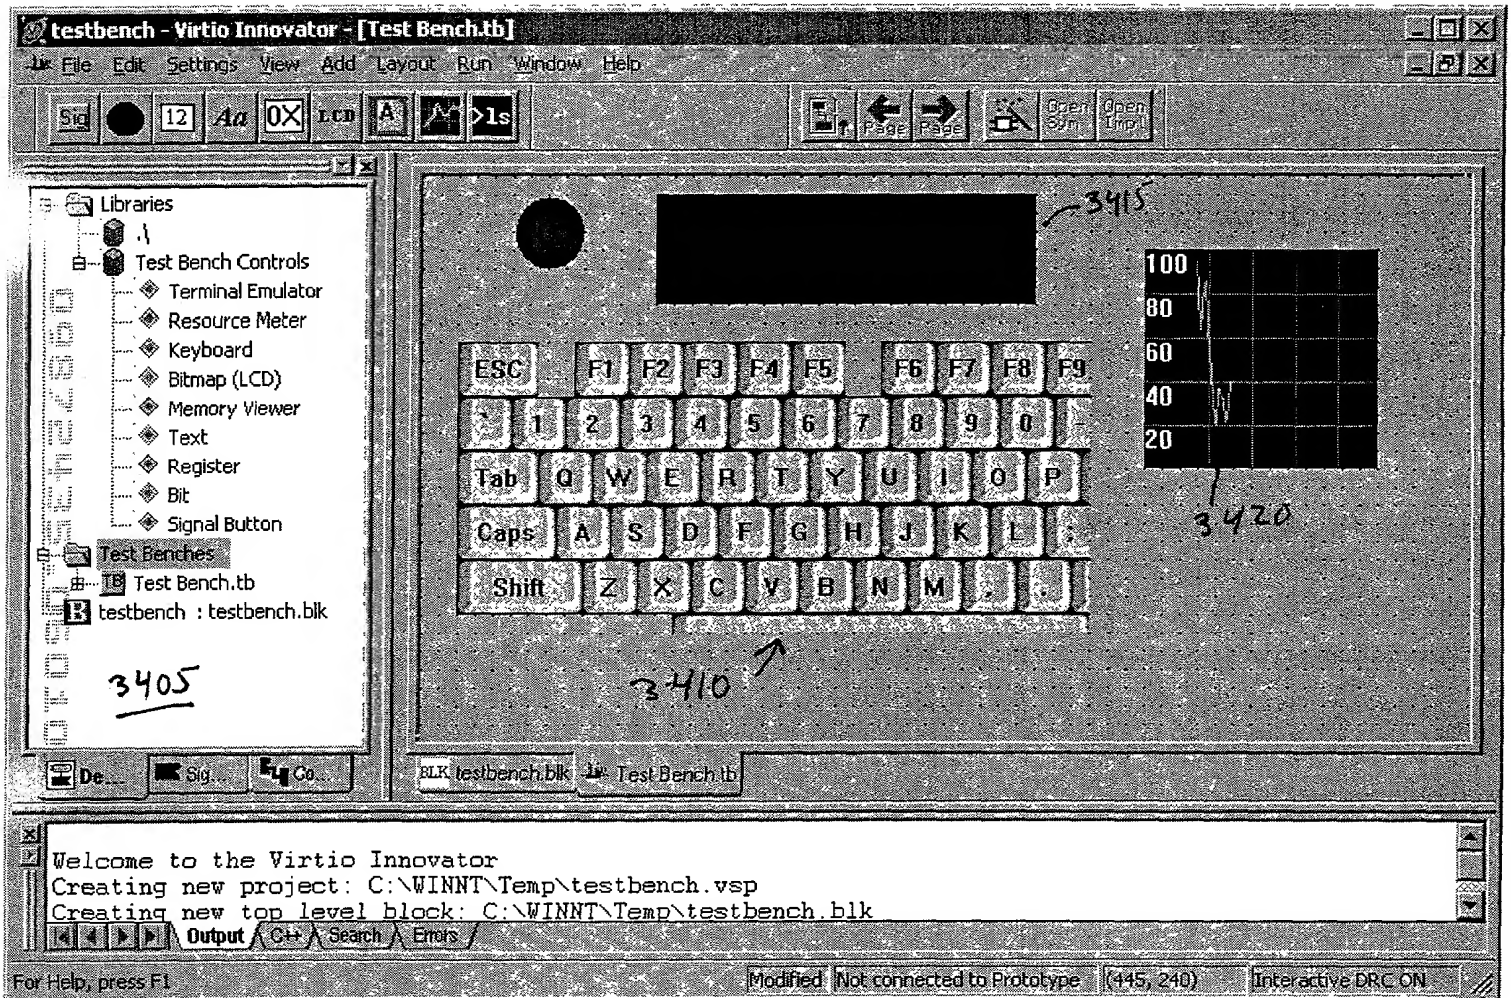 testbench - Virtio Innovator - [Test Bench.tb]
File Edit Settings View Add Layout Run Window Help
Sig 12 Aa 0X LCD A >ls Page Page Open Sym Open Impl
Libraries
.\
Test Bench Controls
Terminal Emulator
Resource Meter
Keyboard
Bitmap (LCD)
Memory Viewer
Text
Register
Bit
Signal Button
Test Benches
TB Test Bench.tb
testbench : testbench.blk
3405
De... Sig... Co...
3415
100
80
60
40
20
3420
ESC F1 F2 F3 F4 F5 F6 F7 F8 F9
` 1 2 3 4 5 6 7 8 9 0 -
Tab Q W E R T Y U I O P
Caps A S D F G H J K L ;
Shift Z X C V B N M , .
3410
BLK testbench.blk Test Bench.tb
Welcome to the Virtio Innovator
Creating new project: C:\WINNT\Temp\testbench.vsp
Creating new top level block: C:\WINNT\Temp\testbench.blk
Output C++ Search Errors
For Help, press F1 Modified Not connected to Prototype (445, 240) Interactive DRC ON